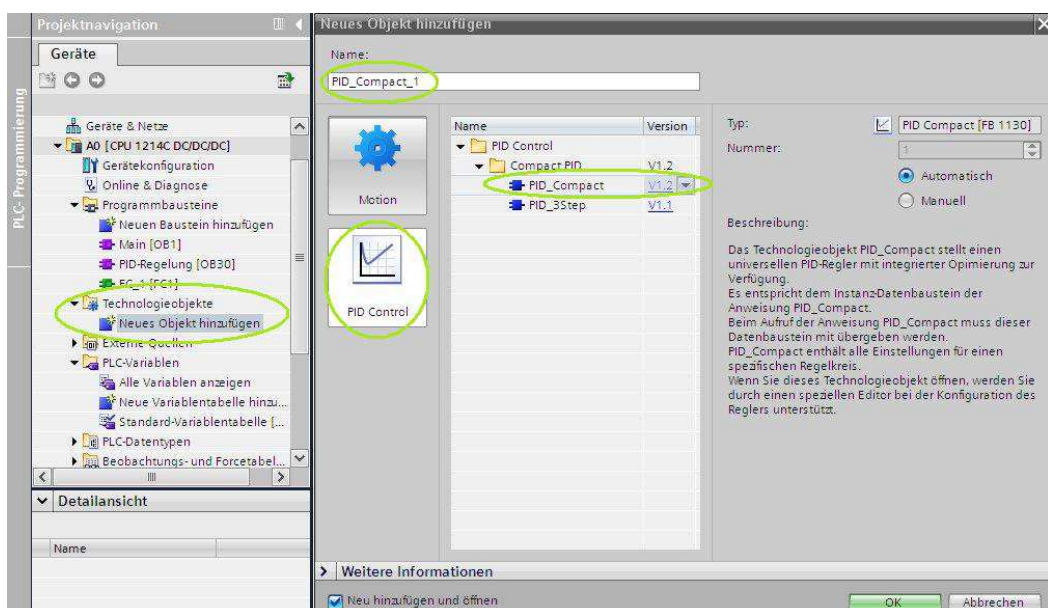 PLC-Programmierung
Projektnavigation
Geräte
Geräte & Netze
A0 [CPU 1214C DC/DC/DC]
Gerätekonfiguration
Online & Diagnose
Programmbausteine
Neuen Baustein hinzufügen
Main [OB1]
PID-Regelung [OB30]
FC_1 [FC1]
Technologieobjekte
Neues Objekt hinzufügen
Externe Quellen
PLC-Variablen
Alle Variablen anzeigen
Neue Variablentabelle hinzu...
Standard-Variablentabelle [...
PLC-Datentypen
Beobachtungs- und Forcetabel...
Detailansicht
Name
Neues Objekt hinzufügen
Name:
PID_Compact_1
Motion
PID Control
Name Version
PID Control
Compact PID V1.2
PID_Compact V1.2
PID_3Step V1.1
Typ: PID Compact [FB 1130]
Nummer: 1
Automatisch
Manuell
Beschreibung:
Das Technologieobjekt PID_Compact stellt einen
universellen PID-Regler mit integrierter Opimierung zur
Verfügung.
Es entspricht dem Instanz-Datenbaustein der
Anweisung PID_Compact.
Beim Aufruf der Anweisung PID_Compact muss dieser
Datenbaustein mit übergeben werden.
PID_Compact enthält alle Einstellungen für einen
spezifischen Regelkreis.
Wenn Sie dieses Technologieobjekt öffnen, werden Sie
durch einen speziellen Editor bei der Konfiguration des
Reglers unterstützt.
Weitere Informationen
Neu hinzufügen und öffnen
OK Abbrechen